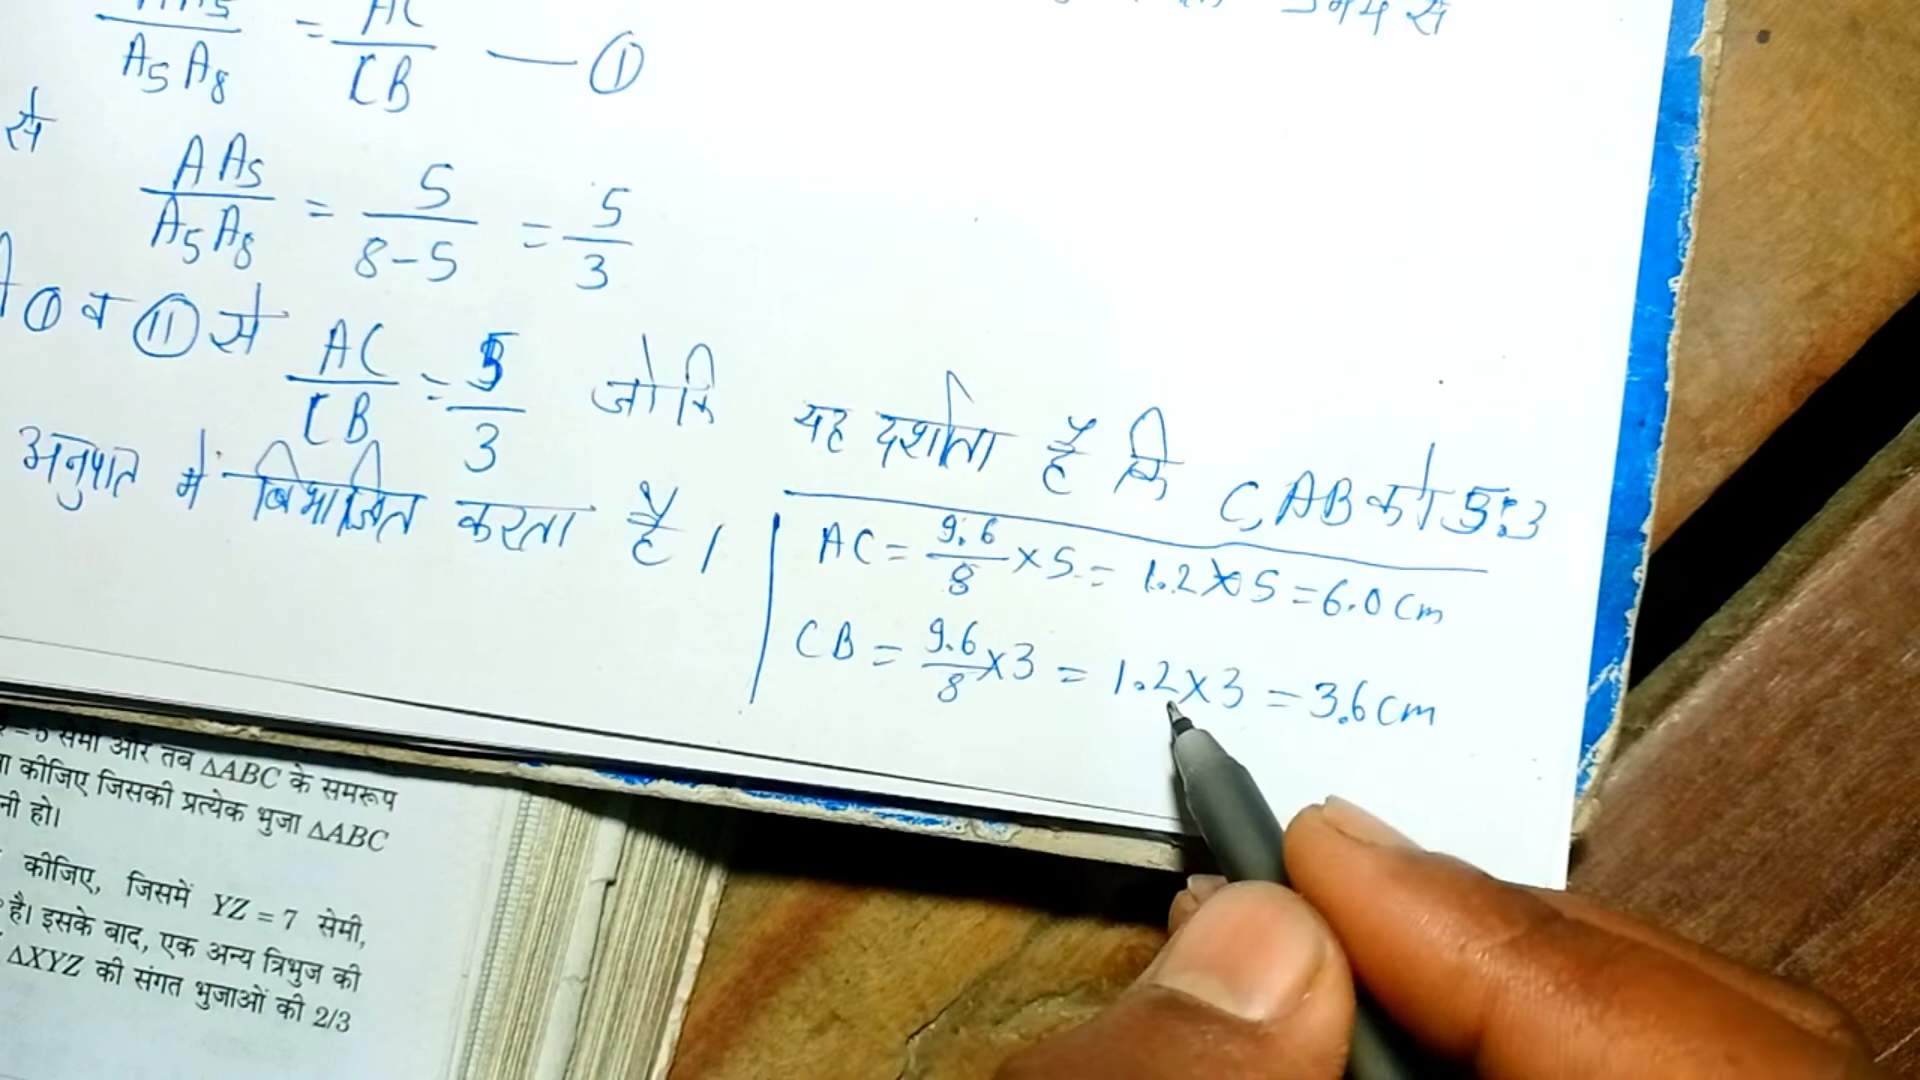 A₅A₈ = CB — ①
से
AA₅/A₅A₈ = 5/8-5 = 5/3
① व ⑪ से AC/CB = 5/3 जोकि यह दर्शाता है कि C, AB को 5:3
अनुपात में विभाजित करता है।
AC = 9.6/8 × 5 = 1.2 × 5 = 6.0 cm
CB = 9.6/8 × 3 = 1.2 × 3 = 3.6 cm
सेमी और तब ΔABC के समरूप
कीजिए जिसकी प्रत्येक भुजा ΔABC
हो।
कीजिए, जिसमें YZ = 7 सेमी,
है। इसके बाद, एक अन्य त्रिभुज की
ΔXYZ की संगत भुजाओं की 2/3